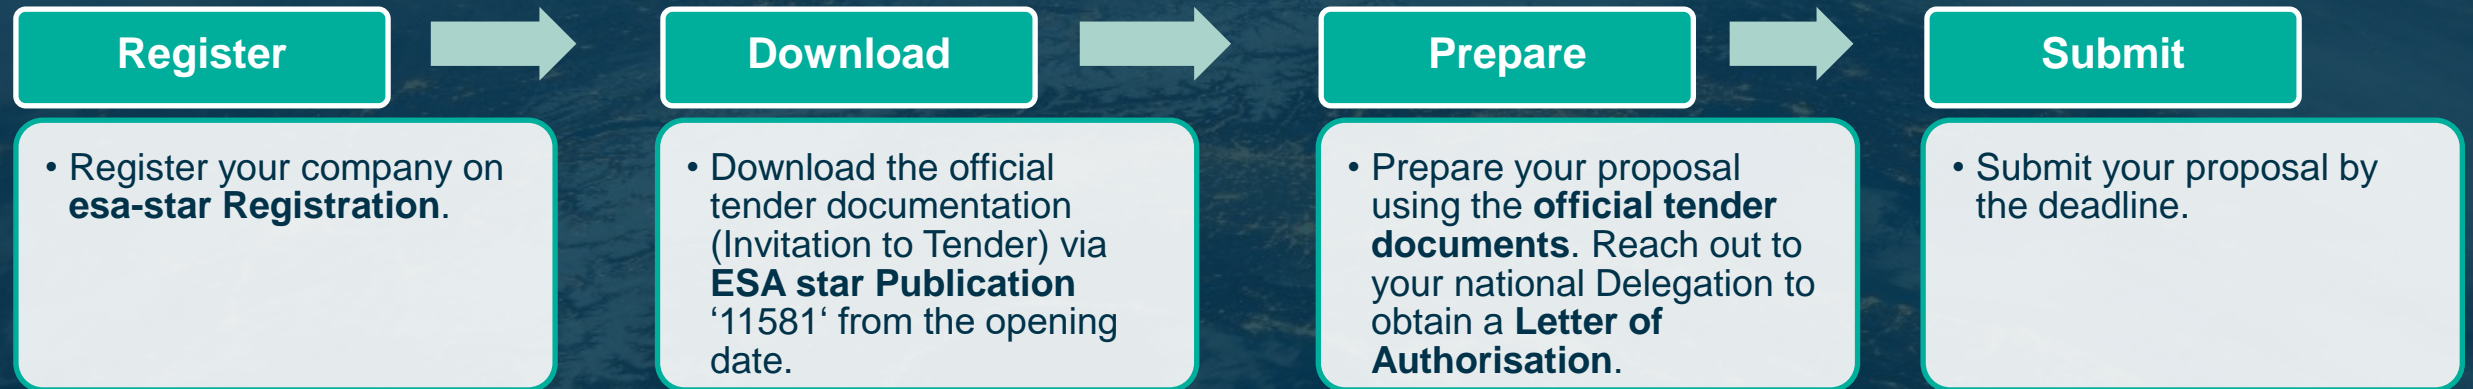 Register
• Register your company on
esa-star Registration.
Download
• Download the official
tender documentation
(Invitation to Tender) via
ESA star Publication
‘11581‘ from the opening
date.
Prepare
• Prepare your proposal
using the official tender
documents. Reach out to
your national Delegation to
obtain a Letter of
Authorisation.
Submit
• Submit your proposal by
the deadline.